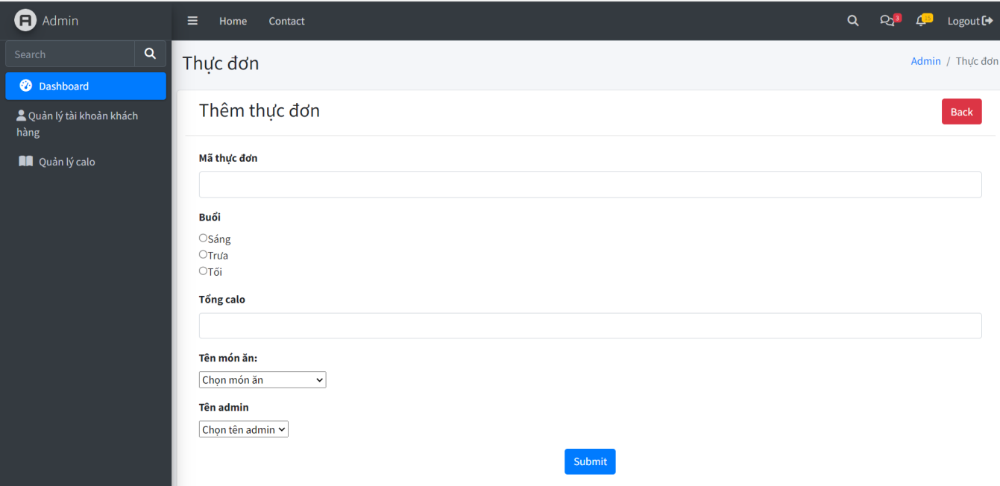 Admin
Home Contact
3
15
Logout
Search
Dashboard
Quản lý tài khoản khách
hàng
Quản lý calo
Thực đơn
Admin / Thực đơn
Thêm thực đơn
Back
Mã thực đơn
Buổi
Sáng
Trưa
Tối
Tổng calo
Tên món ăn:
Chọn món ăn
Tên admin
Chọn tên admin
Submit